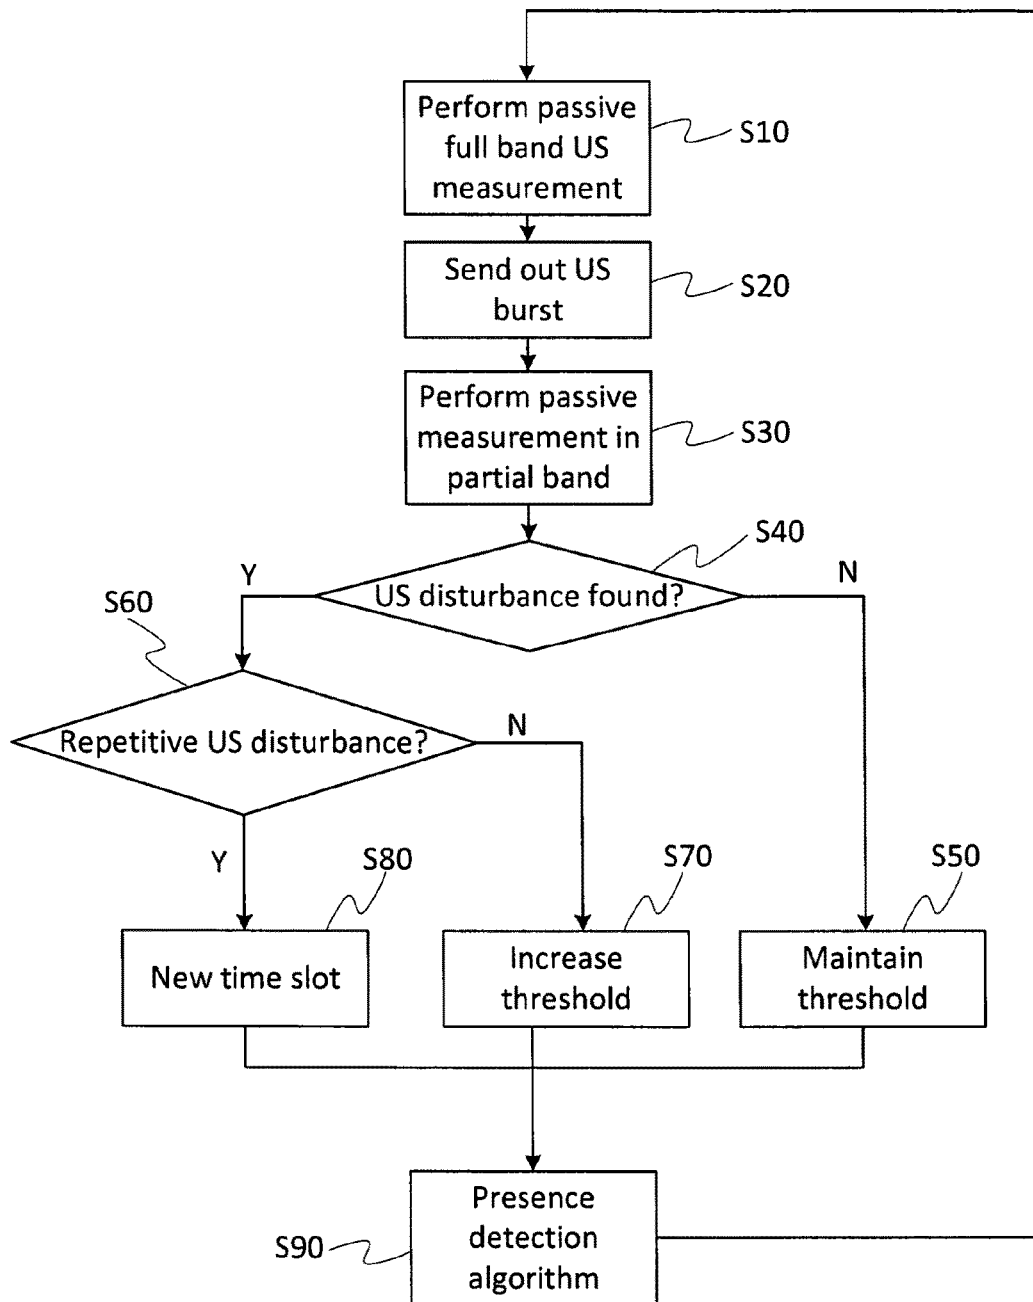 Perform passive
full band US
measurement
S10
Send out US
burst
S20
Perform passive
measurement in
partial band
S30
S40
Y
US disturbance found?
N
S60
Repetitive US disturbance?
N
Y
S80
S70
S50
New time slot
Increase
threshold
Maintain
threshold
Presence
detection
algorithm
S90